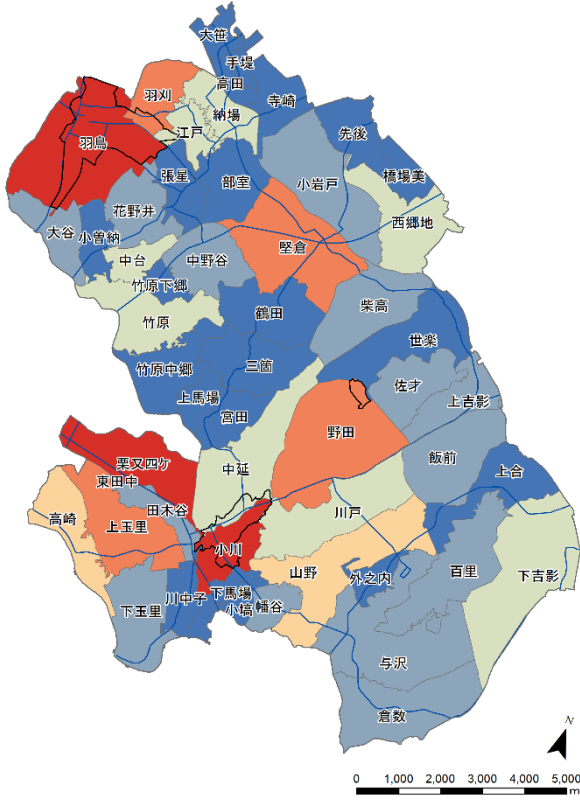 大笹
手堤
高田
羽刈
寺崎
納場
江戸
先後
羽鳥
張星
部室
小岩戸
橋場美
花野井
西郷地
大谷
小曽納
堅倉
中台
中野谷
竹原下郷
柴高
鶴田
竹原
世楽
三箇
竹原中郷
佐才
上馬場
上吉影
宮田
野田
飯前
栗又四ケ
中延
上合
東田中
田木谷
川戸
高崎
上玉里
小川
山野
外之内
百里
下吉影
下玉里
川中子
下馬場
小塙
幡谷
与沢
倉数
N
0 1,000 2,000 3,000 4,000 5,000
m